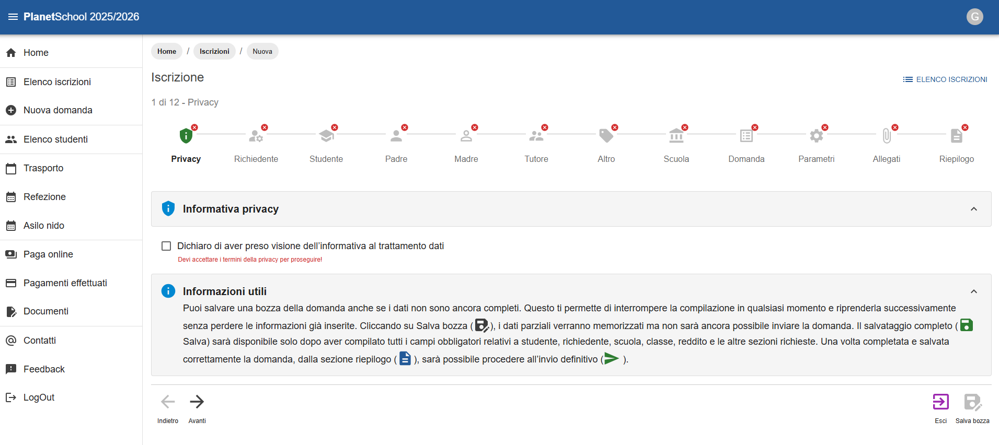 PlanetSchool 2025/2026
G
Home
Elenco iscrizioni
Nuova domanda
Elenco studenti
Trasporto
Refezione
Asilo nido
Paga online
Pagamenti effettuati
Documenti
Contatti
Feedback
LogOut
Home / Iscrizioni / Nuova
Iscrizione
ELENCO ISCRIZIONI
1 di 12 - Privacy
Privacy Richiedente Studente Padre Madre Tutore Altro Scuola Domanda Parametri Allegati Riepilogo
Informativa privacy
Dichiaro di aver preso visione dell'informativa al trattamento dati
Devi accettare i termini della privacy per proseguire!
Informazioni utili
Puoi salvare una bozza della domanda anche se i dati non sono ancora completi. Questo ti permette di interrompere la compilazione in qualsiasi momento e riprenderla successivamente
senza perdere le informazioni già inserite. Cliccando su Salva bozza ( ), i dati parziali verranno memorizzati ma non sarà ancora possibile inviare la domanda. Il salvataggio completo (
Salva) sarà disponibile solo dopo aver compilato tutti i campi obbligatori relativi a studente, richiedente, scuola, classe, reddito e le altre sezioni richieste. Una volta completata e salvata
correttamente la domanda, dalla sezione riepilogo ( ), sarà possibile procedere all'invio definitivo ( ).
Indietro Avanti Esci Salva bozza